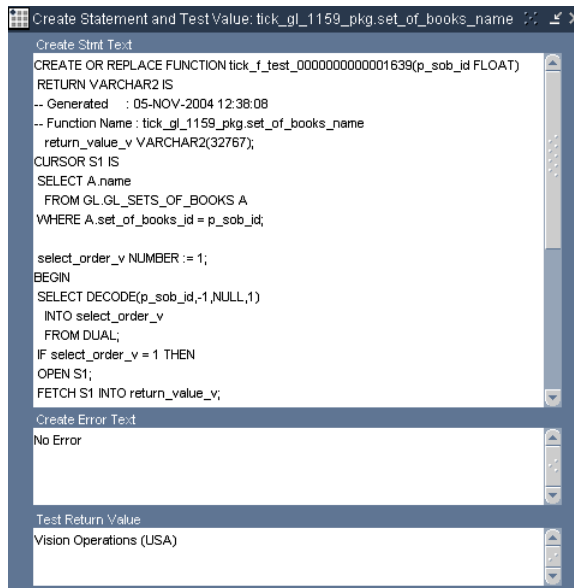 Create Statement and Test Value: tick_gl_1159_pkg.set_of_books_name
Create Stmt Text
CREATE OR REPLACE FUNCTION tick_f_test_0000000000001639(p_sob_id FLOAT)
RETURN VARCHAR2 IS
-- Generated : 05-NOV-2004 12:38:08
-- Function Name : tick_gl_1159_pkg.set_of_books_name
return_value_v VARCHAR2(32767);
CURSOR S1 IS
SELECT A.name
FROM GL.GL_SETS_OF_BOOKS A
WHERE A.set_of_books_id = p_sob_id;
select_order_v NUMBER := 1;
BEGIN
SELECT DECODE(p_sob_id,-1,NULL,1)
INTO select_order_v
FROM DUAL;
IF select_order_v = 1 THEN
OPEN S1;
FETCH S1 INTO return_value_v;
Create Error Text
No Error
Test Return Value
Vision Operations (USA)